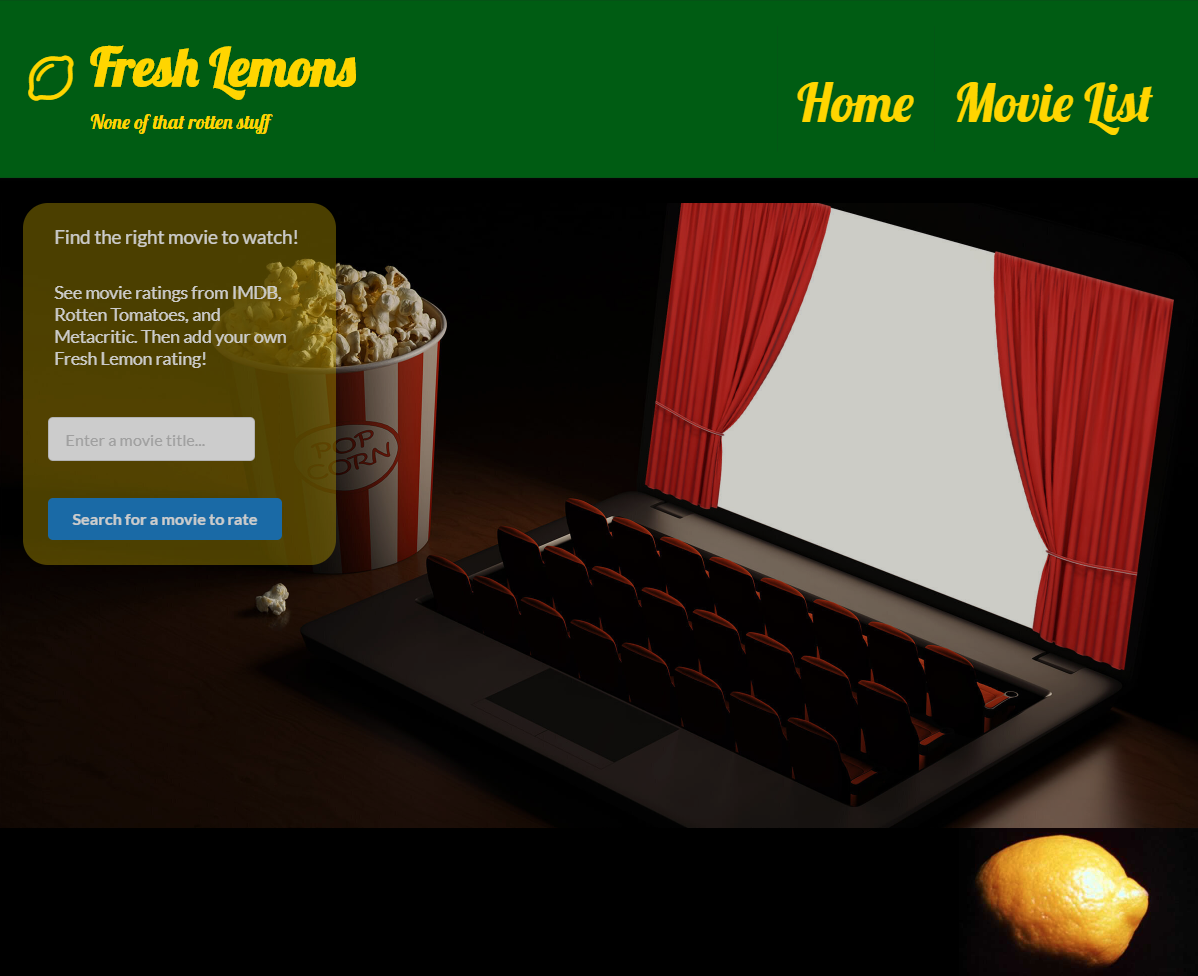 Fresh Lemons
None of that rotten stuff
Home
Movie List
Find the right movie to watch!
See movie ratings from IMDB,
Rotten Tomatoes, and
Metacritic. Then add your own
Fresh Lemon rating!
Enter a movie title...
Search for a movie to rate
POP
CORN